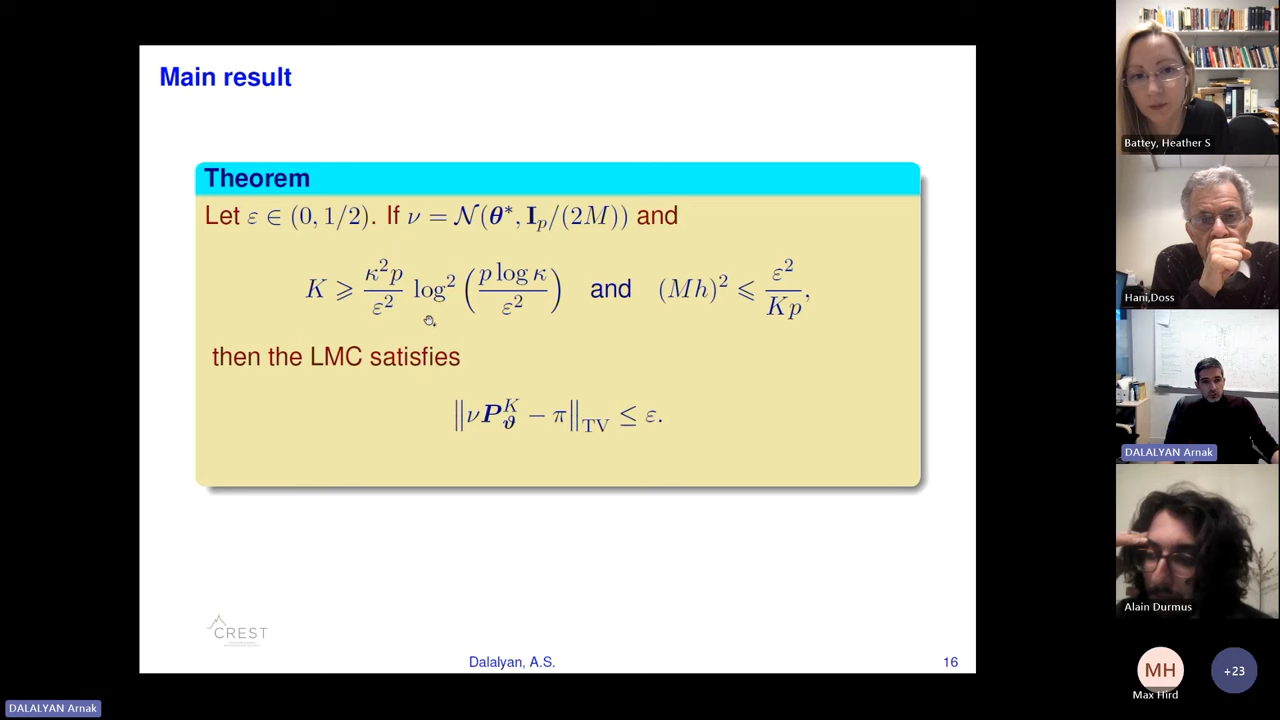 Main result
Theorem
Let ε ∈ (0, 1/2). If ν = 𝒩(θ*, I_p/(2M)) and
K ⩾ κ²p/ε² log² (p log κ/ε²) and (Mh)² ⩽ ε²/Kp,
then the LMC satisfies
‖νP_ϑ^K − π‖_TV ≤ ε.
CREST
Dalalyan, A.S.
16
Battey, Heather S
Hani,Doss
DALALYAN Arnak
Alain Durmus
MH
Max Hird
+23
DALALYAN Arnak